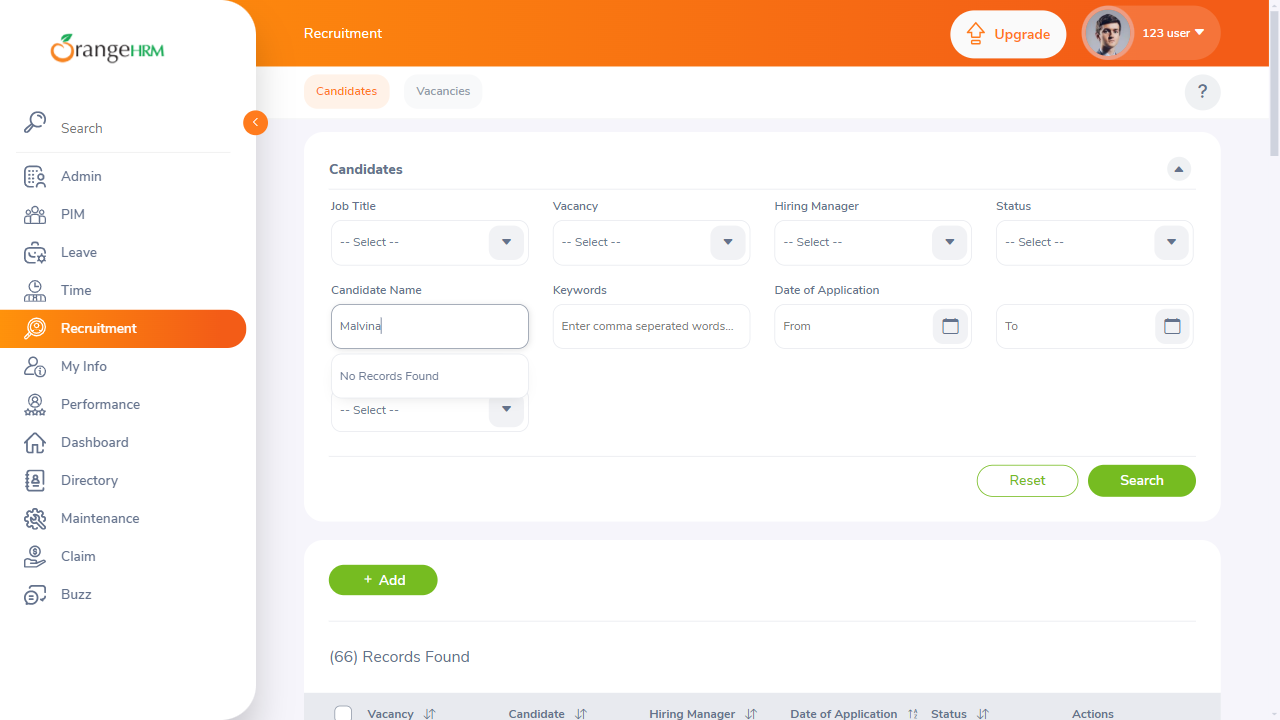 OrangeHRM
Search
Admin
PIM
Leave
Time
Recruitment
My Info
Performance
Dashboard
Directory
Maintenance
Claim
Buzz
Recruitment
Upgrade
123 user
Candidates
Vacancies
?
Candidates
Job Title
Vacancy
Hiring Manager
Status
-- Select --
-- Select --
-- Select --
-- Select --
Candidate Name
Keywords
Date of Application
Malvina
Enter comma seperated words...
From
To
No Records Found
-- Select --
Reset
Search
+ Add
(66) Records Found
Vacancy
Candidate
Hiring Manager
Date of Application
Status
Actions